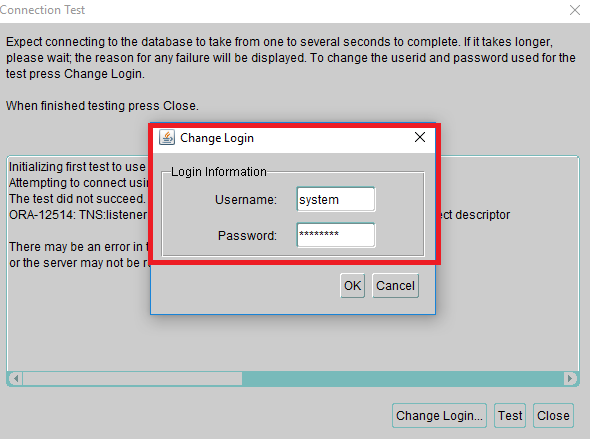 Connection Test
Expect connecting to the database to take from one to several seconds to complete. If it takes longer,
please wait; the reason for any failure will be displayed. To change the userid and password used for the
test press Change Login.
When finished testing press Close.
Initializing first test to use
Attempting to connect usin
The test did not succeed.
ORA-12514: TNS:listener
ect descriptor
There may be an error in t
or the server may not be r
Change Login
Login Information
Username:
system
Password:
********
OK
Cancel
Change Login...
Test
Close